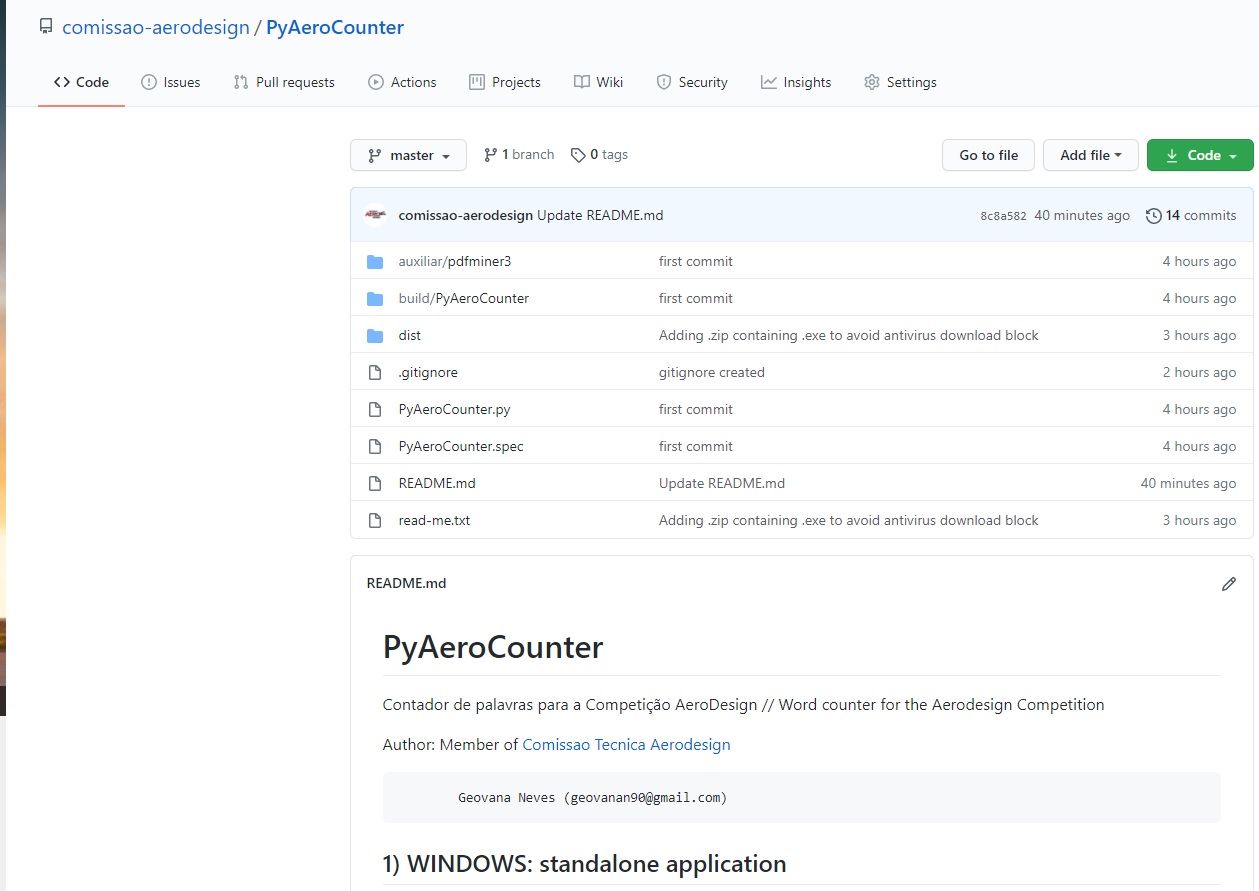 comissao-aerodesign / PyAeroCounter
Code Issues Pull requests Actions Projects Wiki Security Insights Settings
master 1 branch 0 tags Go to file Add file Code
comissao-aerodesign Update README.md 8c8a582 40 minutes ago 14 commits
auxiliar/pdfminer3 first commit 4 hours ago
build/PyAeroCounter first commit 4 hours ago
dist Adding .zip containing .exe to avoid antivirus download block 3 hours ago
.gitignore gitignore created 2 hours ago
PyAeroCounter.py first commit 4 hours ago
PyAeroCounter.spec first commit 4 hours ago
README.md Update README.md 40 minutes ago
read-me.txt Adding .zip containing .exe to avoid antivirus download block 3 hours ago
README.md
PyAeroCounter
Contador de palavras para a Competição AeroDesign // Word counter for the Aerodesign Competition
Author: Member of Comissao Tecnica Aerodesign
Geovana Neves (geovanan90@gmail.com)
1) WINDOWS: standalone application